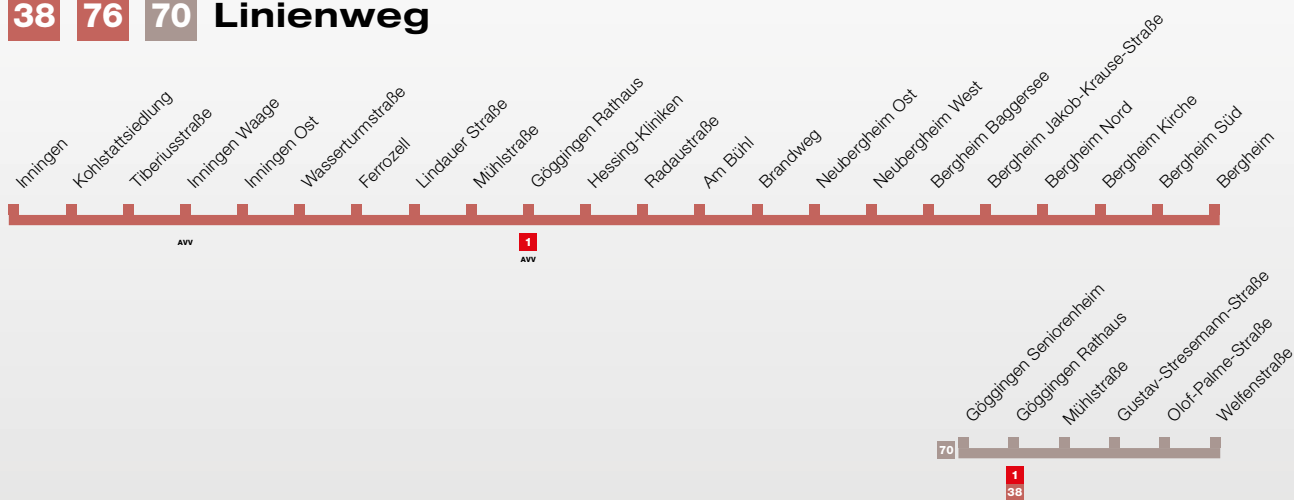 38 76 70 Linienweg
Inningen
Kohlstattsiedlung
Tiberiusstraße
Inningen Waage
Inningen Ost
Wasserturmstraße
Ferrozell
Lindauer Straße
Mühlstraße
Göggingen Rathaus
Hessing-Kliniken
Radaustraße
Am Bühl
Brandweg
Neubergheim Ost
Neubergheim West
Bergheim Baggersee
Bergheim Jakob-Krause-Straße
Bergheim Nord
Bergheim Kirche
Bergheim Süd
Bergheim
AVV
1
AVV
Göggingen Seniorenheim
Göggingen Rathaus
Mühlstraße
Gustav-Stresemann-Straße
Olof-Palme-Straße
Welfenstraße
70
1
38